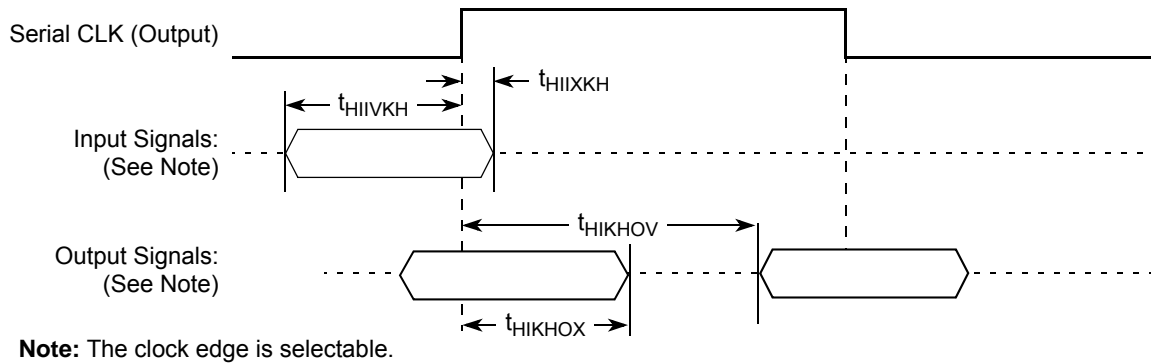 Serial CLK (Output)
tHIIXKH
tHIIVKH
Input Signals:
(See Note)
tHIKHOV
Output Signals:
(See Note)
tHIKHOX
Note: The clock edge is selectable.